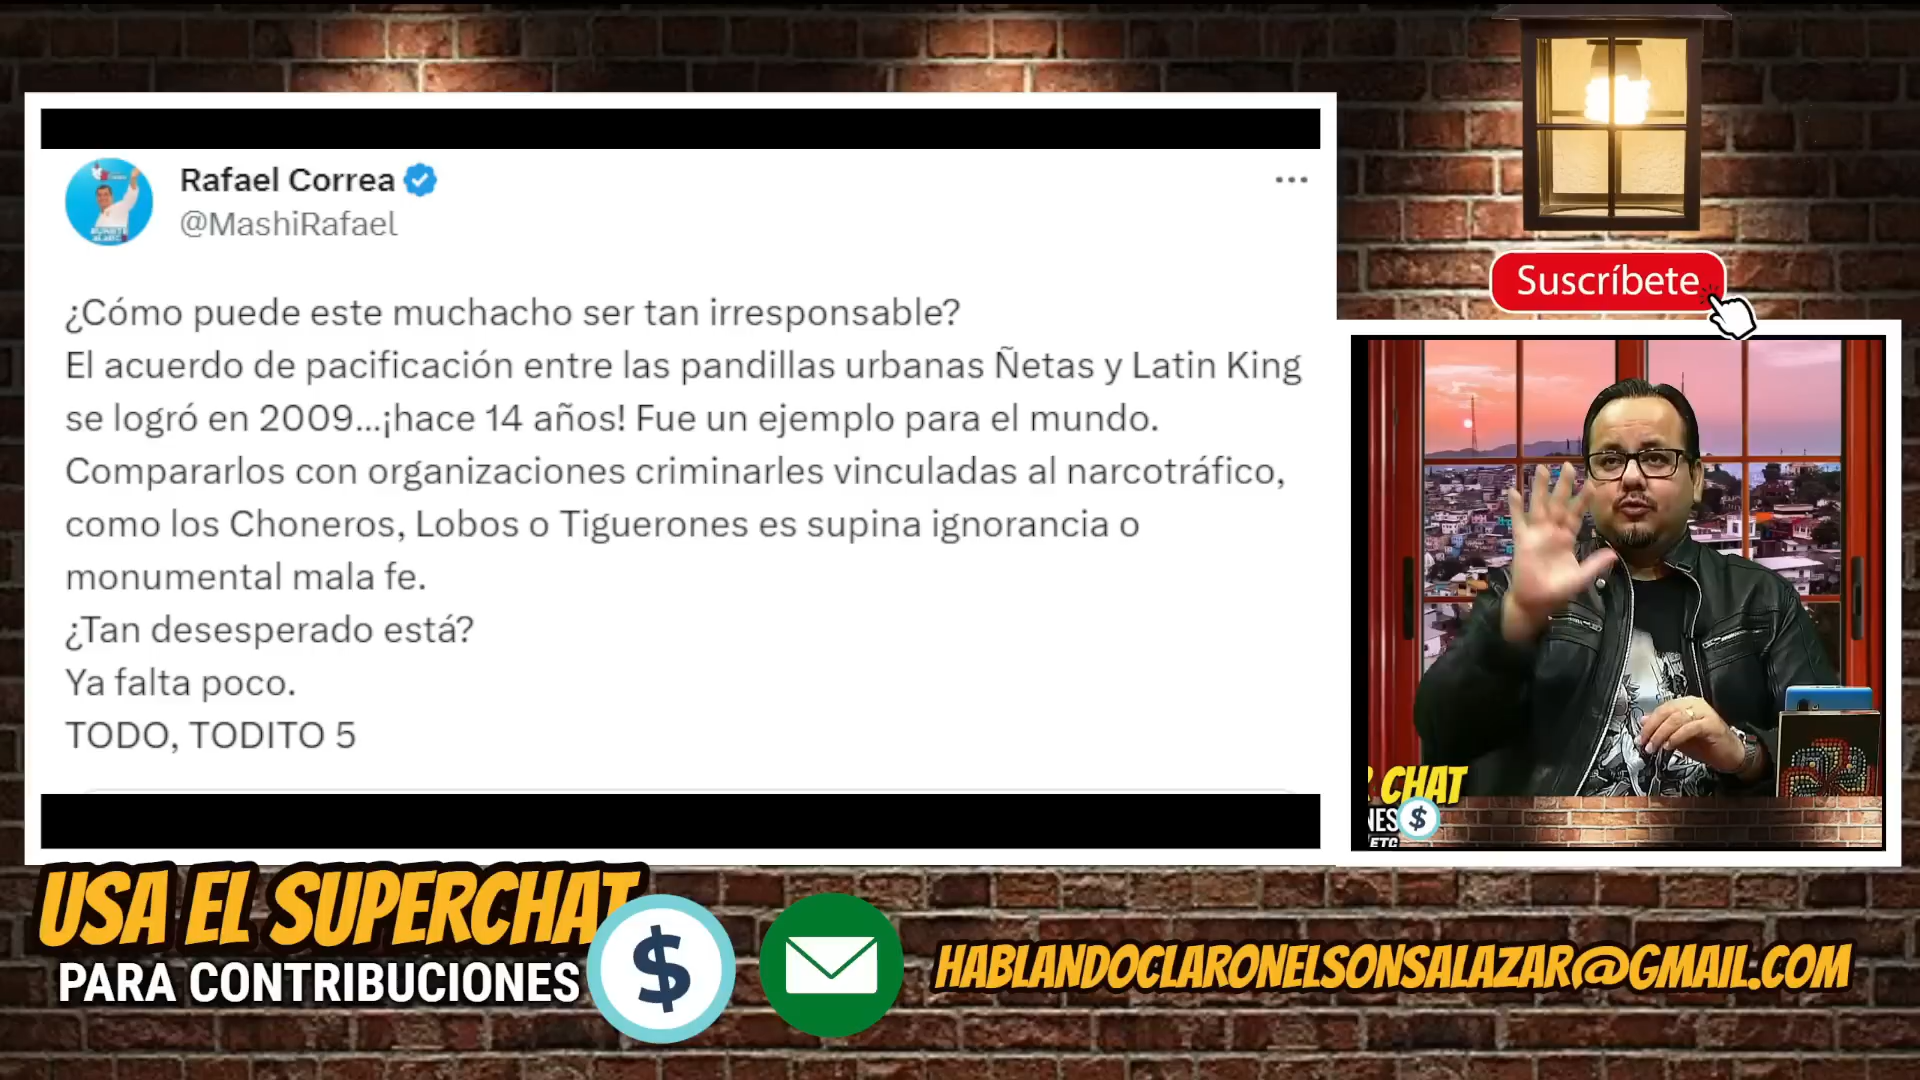 Rafael Correa
@MashiRafael
¿Cómo puede este muchacho ser tan irresponsable?
El acuerdo de pacificación entre las pandillas urbanas Ñetas y Latin King
se logró en 2009...¡hace 14 años! Fue un ejemplo para el mundo.
Compararlos con organizaciones criminarles vinculadas al narcotráfico,
como los Choneros, Lobos o Tiguerones es supina ignorancia o
monumental mala fe.
¿Tan desesperado está?
Ya falta poco.
TODO, TODITO 5
Suscríbete
CHAT
NES $
ETC
USA EL SUPERCHAT
PARA CONTRIBUCIONES
$
HABLANDOCLARONELSONSALAZAR@GMAIL.COM